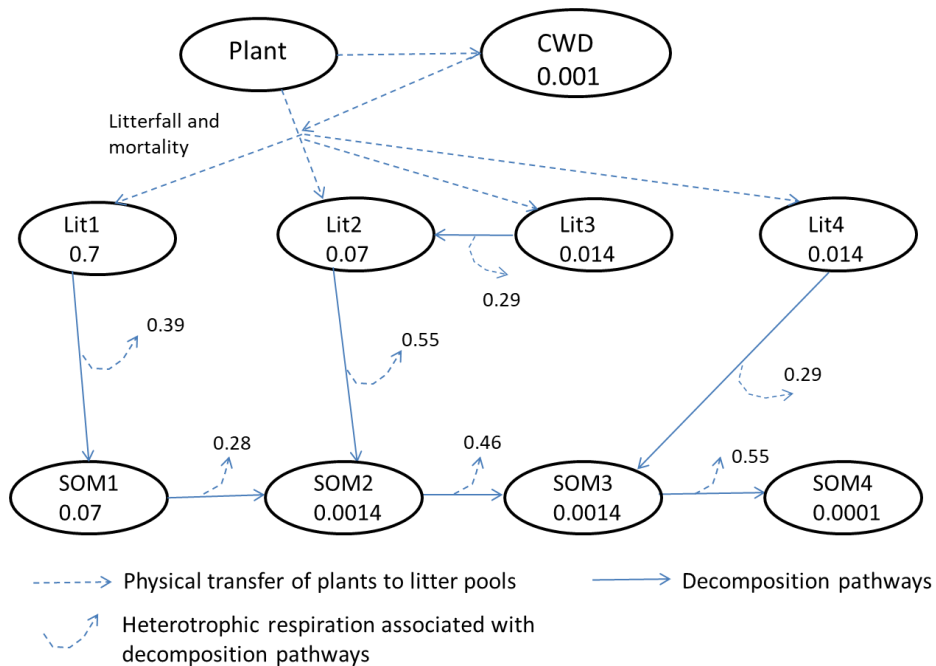 Plant
CWD
0.001
Litterfall and
mortality
Lit1
0.7
Lit2
0.07
Lit3
0.014
Lit4
0.014
0.29
0.39
0.55
0.29
0.28
0.46
0.55
SOM1
0.07
SOM2
0.0014
SOM3
0.0014
SOM4
0.0001
Physical transfer of plants to litter pools
Decomposition pathways
Heterotrophic respiration associated with
decomposition pathways